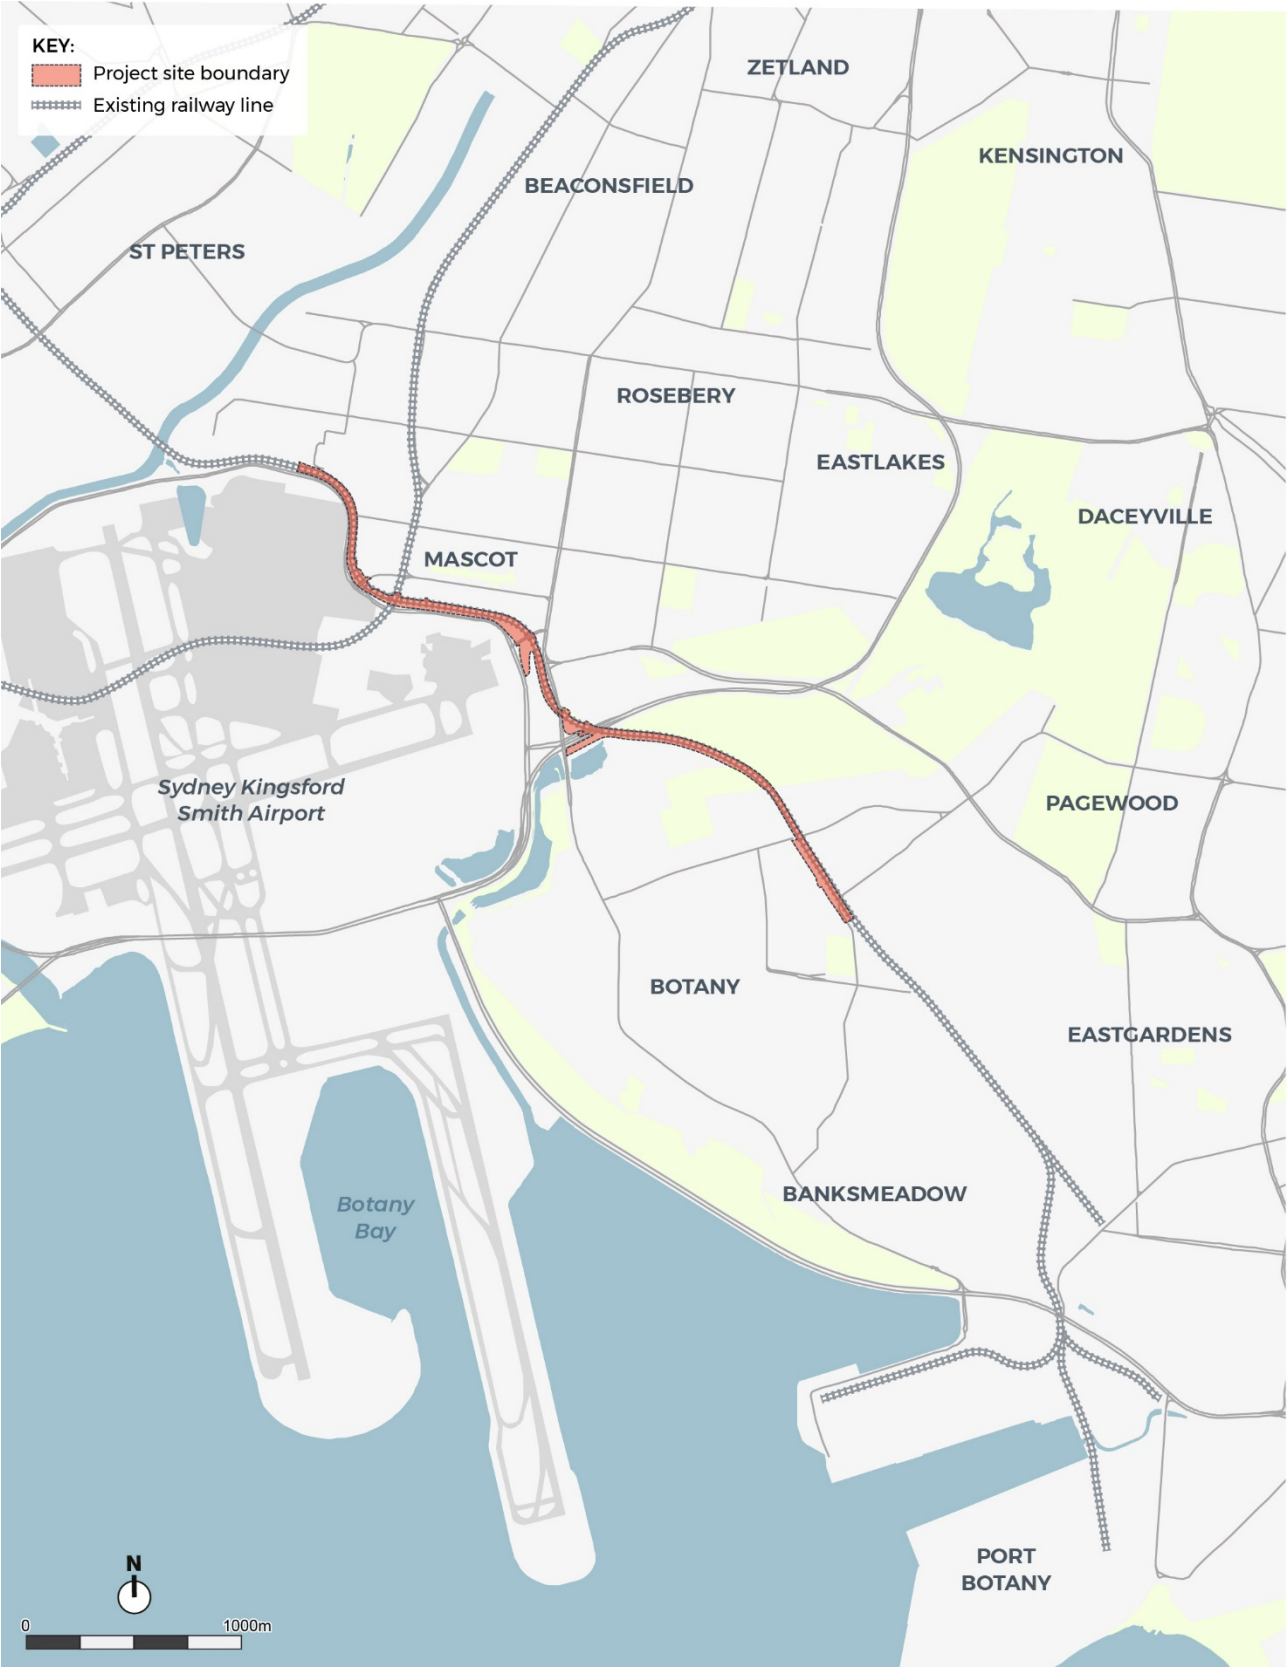 KEY:
Project site boundary
Existing railway line
ZETLAND
KENSINGTON
BEACONSFIELD
ST PETERS
ROSEBERY
EASTLAKES
DACEYVILLE
MASCOT
Sydney Kingsford
Smith Airport
PAGEWOOD
BOTANY
EASTGARDENS
BANKSMEADOW
Botany
Bay
PORT
BOTANY
N
0 1000m